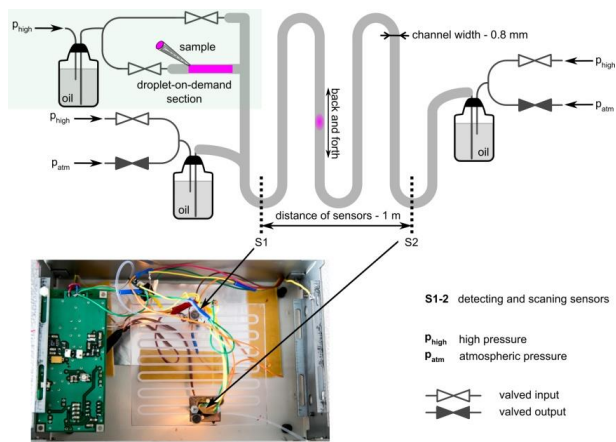 p_high
sample
oil
droplet-on-demand
section
channel width - 0.8 mm
p_high
p_atm
oil
back and forth
p_high
p_atm
oil
distance of sensors - 1 m
S1
S2
S1-2 detecting and scaning sensors
p_high high pressure
p_atm atmospheric pressure
valved input
valved output